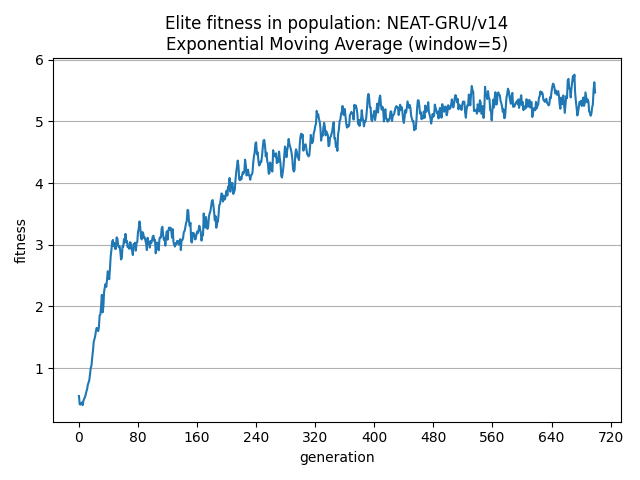 Elite fitness in population: NEAT-GRU/v14
Exponential Moving Average (window=5)
6
5
4
3
2
1
fitness
0 80 160 240 320 400 480 560 640 720
generation